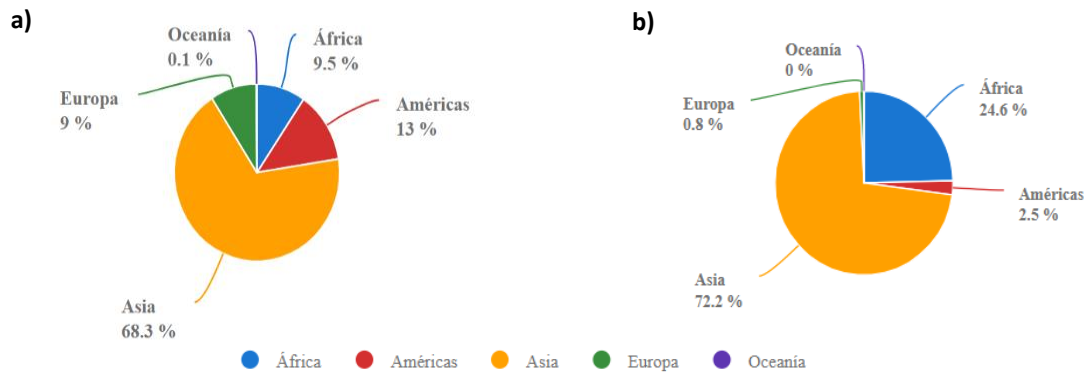 a)
Oceanía
0.1 %
África
9.5 %
Europa
9 %
Américas
13 %
Asia
68.3 %
b)
Oceanía
0 %
África
24.6 %
Europa
0.8 %
Américas
2.5 %
Asia
72.2 %
África Américas Asia Europa Oceanía